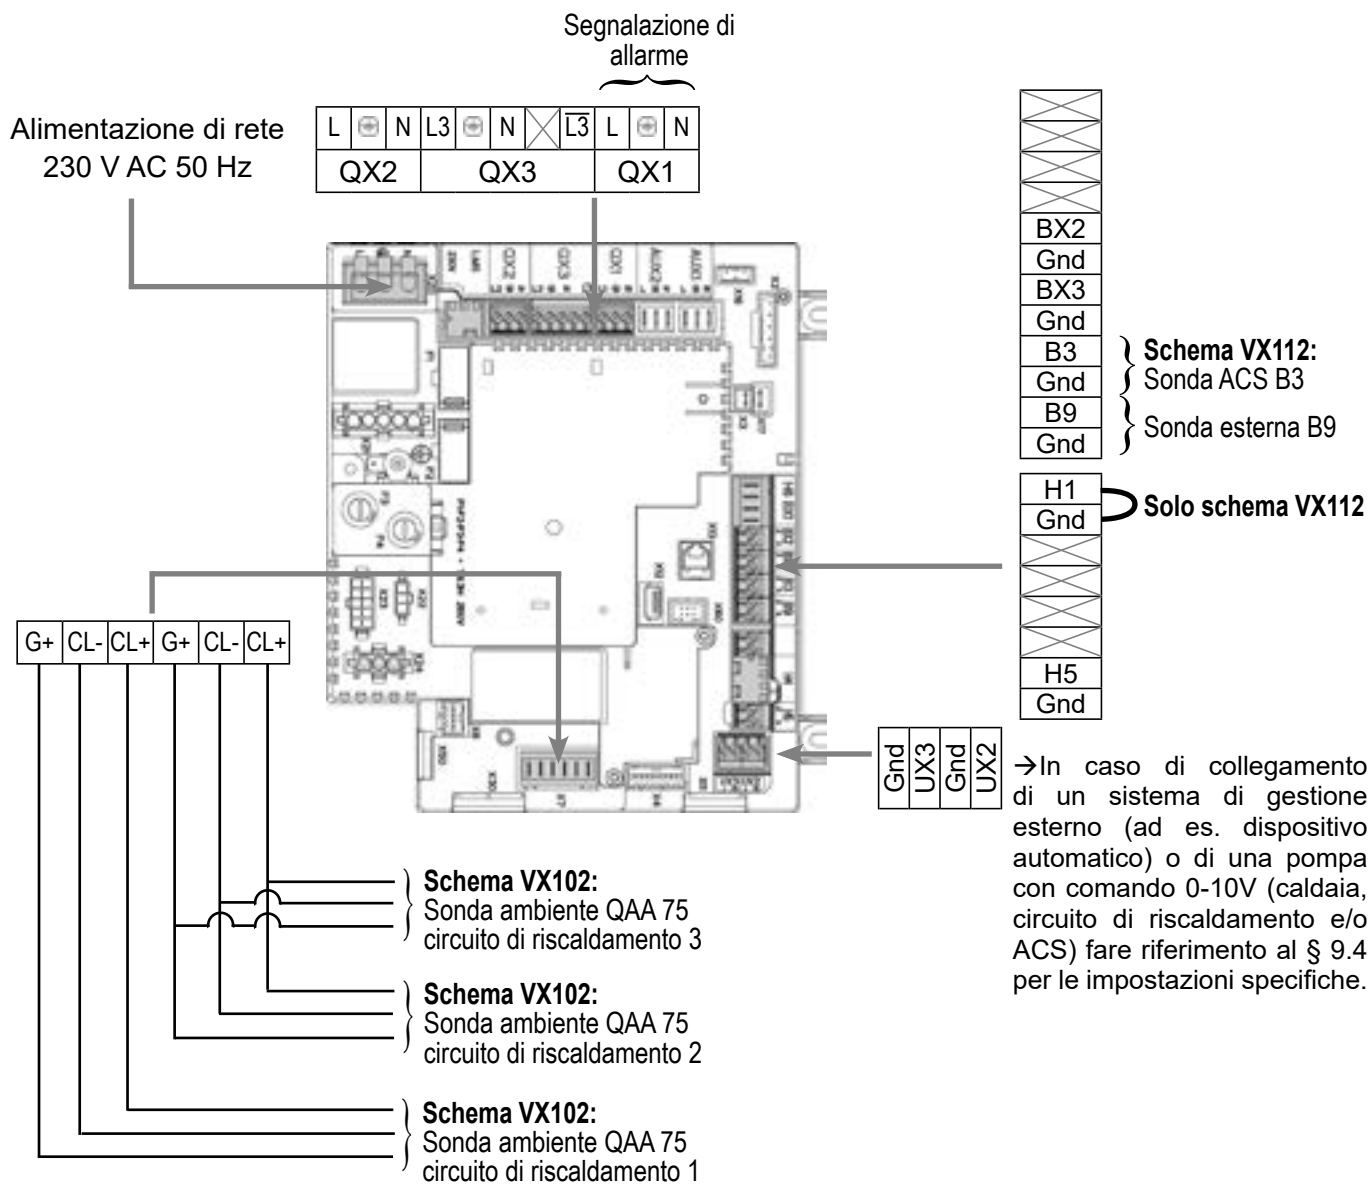 Segnalazione di
allarme
Alimentazione di rete
230 V AC 50 Hz
L N L3 N L3 L N
QX2 QX3 QX1
BX2
Gnd
BX3
Gnd
B3
Gnd
B9
Gnd
Schema VX112:
Sonda ACS B3
Sonda esterna B9
H1
Gnd
Solo schema VX112
H5
Gnd
QX2 QX3 QX1 AUX2 AUX1
G+ CL- CL+ G+ CL- CL+
Gnd UX3 Gnd UX2
→In caso di collegamento
di un sistema di gestione
esterno (ad es. dispositivo
automatico) o di una pompa
con comando 0-10V (caldaia,
circuito di riscaldamento e/o
ACS) fare riferimento al § 9.4
per le impostazioni specifiche.
Schema VX102:
Sonda ambiente QAA 75
circuito di riscaldamento 3
Schema VX102:
Sonda ambiente QAA 75
circuito di riscaldamento 2
Schema VX102:
Sonda ambiente QAA 75
circuito di riscaldamento 1